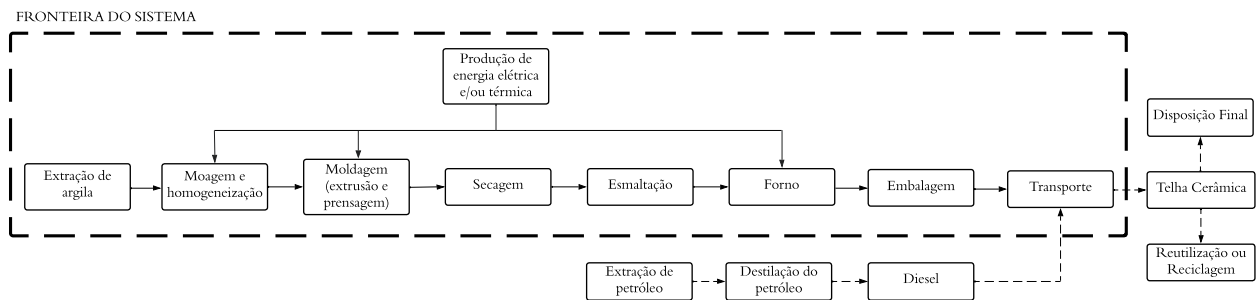 FRONTEIRA DO SISTEMA
Produção de
energia elétrica
e/ou térmica
Extração de
argila
Moagem e
homogeneização
Moldagem
(extrusão e
prensagem)
Secagem
Esmaltação
Forno
Embalagem
Transporte
Disposição Final
Telha Cerâmica
Reutilização ou
Reciclagem
Extração de
petróleo
Destilação do
petróleo
Diesel